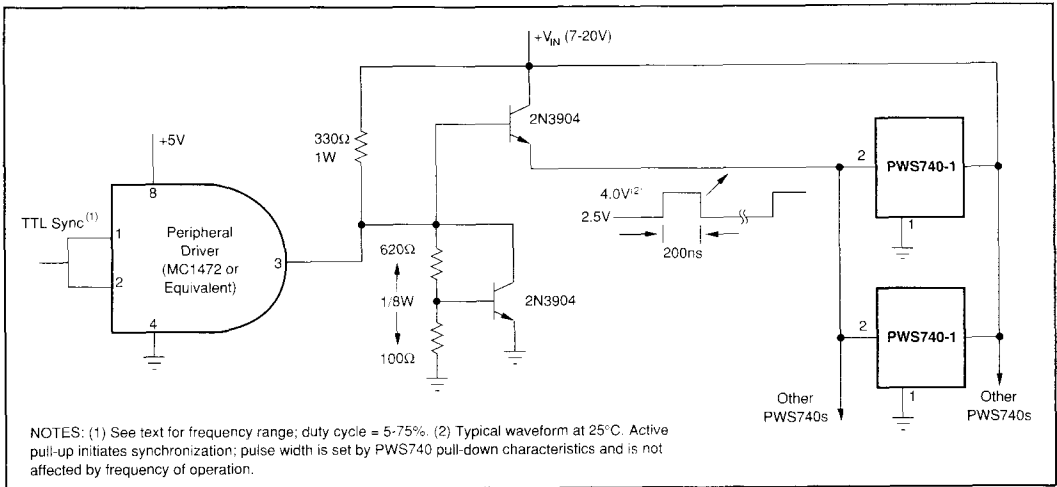 +VIN (7-20V)
2N3904
330Ω
1W
+5V
8
TTL Sync(1)
1
2
Peripheral
Driver
(MC1472 or
Equivalent)
3
4
620Ω
1/8W
100Ω
2N3904
4.0V(2)
2.5V
200ns
2
PWS740-1
1
2
PWS740-1
1
Other
PWS740s
Other
PWS740s
NOTES: (1) See text for frequency range; duty cycle = 5-75%. (2) Typical waveform at 25°C. Active
pull-up initiates synchronization; pulse width is set by PWS740 pull-down characteristics and is not
affected by frequency of operation.